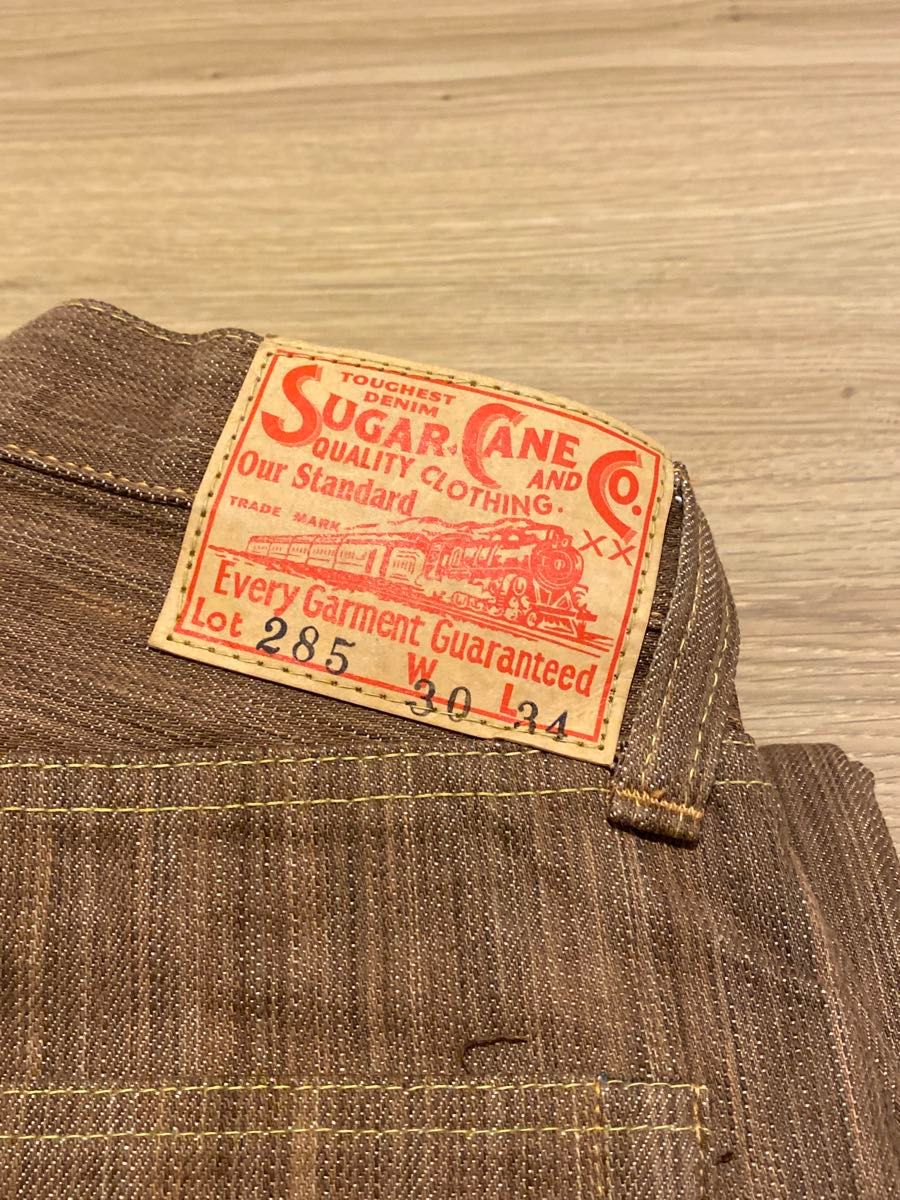 TOUGHEST
DENIM
SUGAR CANE
AND CO.
QUALITY CLOTHING.
Our Standard
XX
TRADE MARK
Every Garment Guaranteed
Lot 285 W 30 L 34